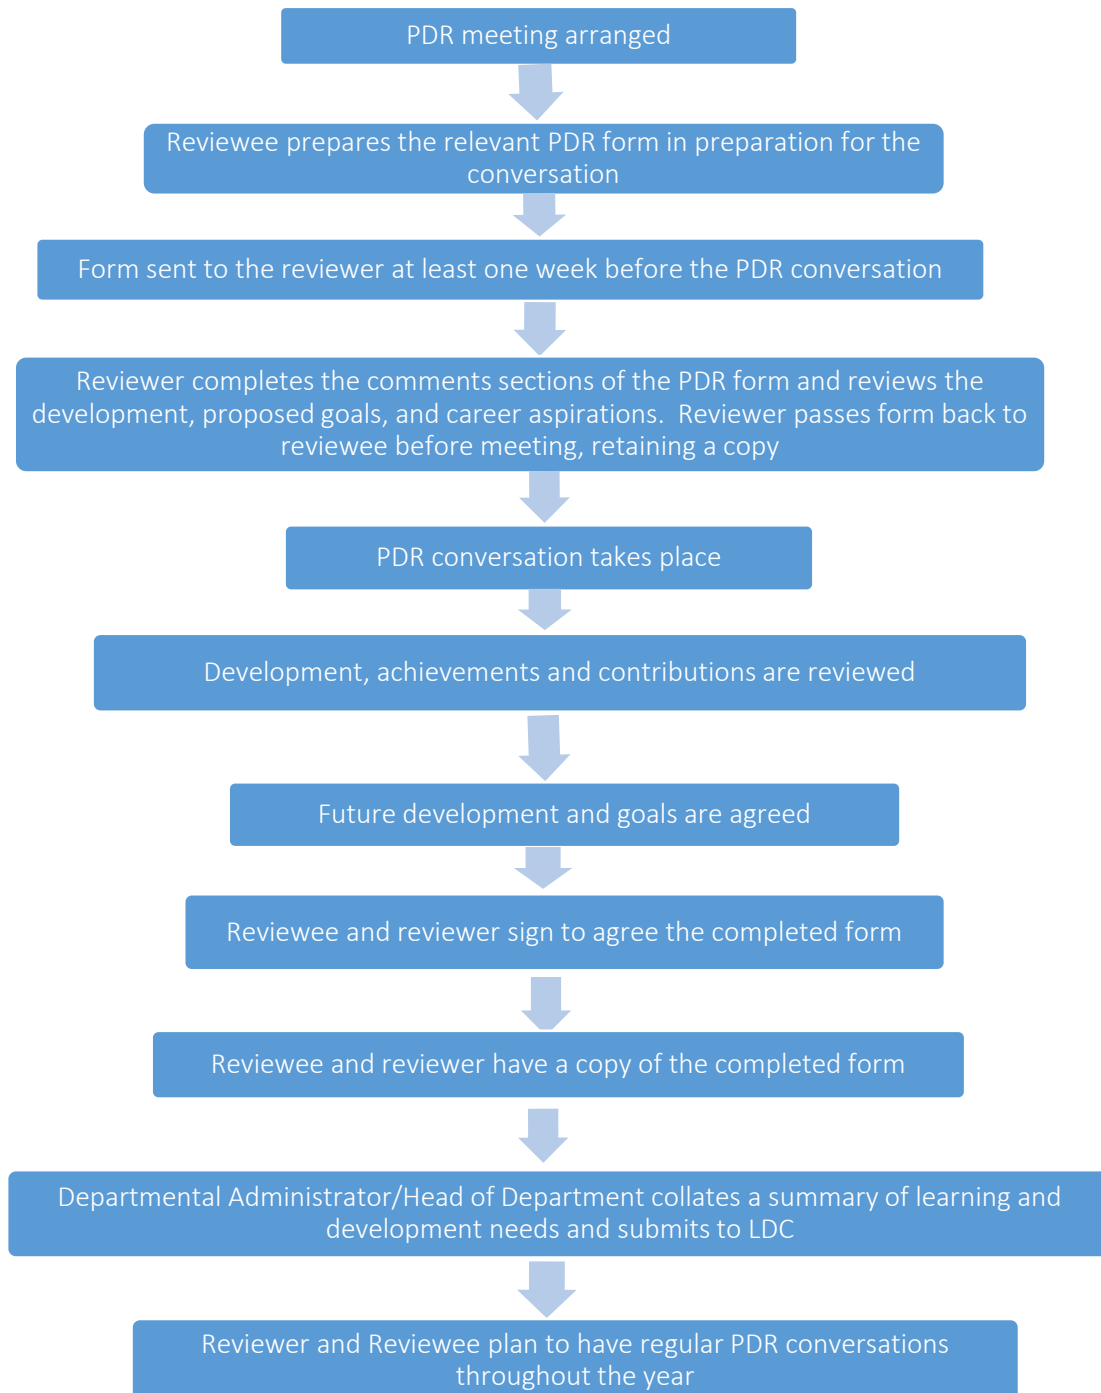 PDR meeting arranged
Reviewee prepares the relevant PDR form in preparation for the
conversation
Form sent to the reviewer at least one week before the PDR conversation
Reviewer completes the comments sections of the PDR form and reviews the
development, proposed goals, and career aspirations.  Reviewer passes form back to
reviewee before meeting, retaining a copy
PDR conversation takes place
Development, achievements and contributions are reviewed
Future development and goals are agreed
Reviewee and reviewer sign to agree the completed form
Reviewee and reviewer have a copy of the completed form
Departmental Administrator/Head of Department collates a summary of learning and
development needs and submits to LDC
Reviewer and Reviewee plan to have regular PDR conversations
throughout the year